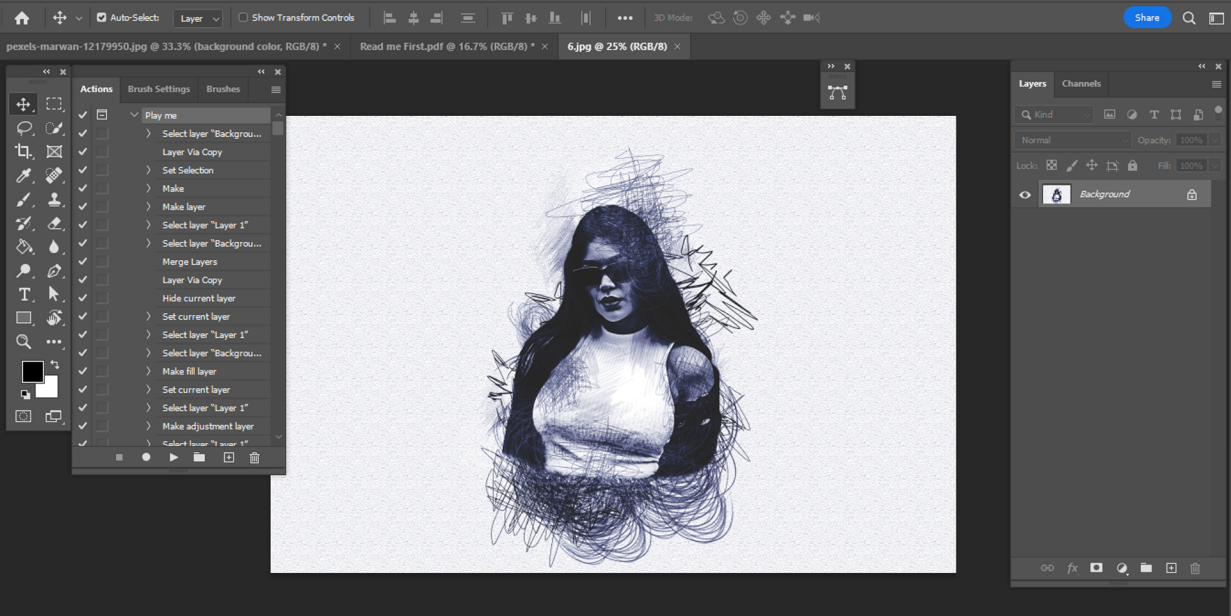 Auto-Select: Layer Show Transform Controls 3D Mode: Share
pexels-marwan-12179950.jpg @ 33.3% (background color, RGB/8) * × Read me First.pdf @ 16.7% (RGB/8) * × 6.jpg @ 25% (RGB/8) ×
Actions Brush Settings Brushes
Play me
Select layer "Backgrou...
Layer Via Copy
Set Selection
Make
Make layer
Select layer "Layer 1"
Select layer "Backgrou...
Merge Layers
Layer Via Copy
Hide current layer
Set current layer
Select layer "Layer 1"
Select layer "Backgrou...
Make fill layer
Set current layer
Select layer "Layer 1"
Make adjustment layer
Select layer "Layer 1"
Layers Channels
Kind
Normal Opacity: 100%
Lock: Fill: 100%
Background
fx